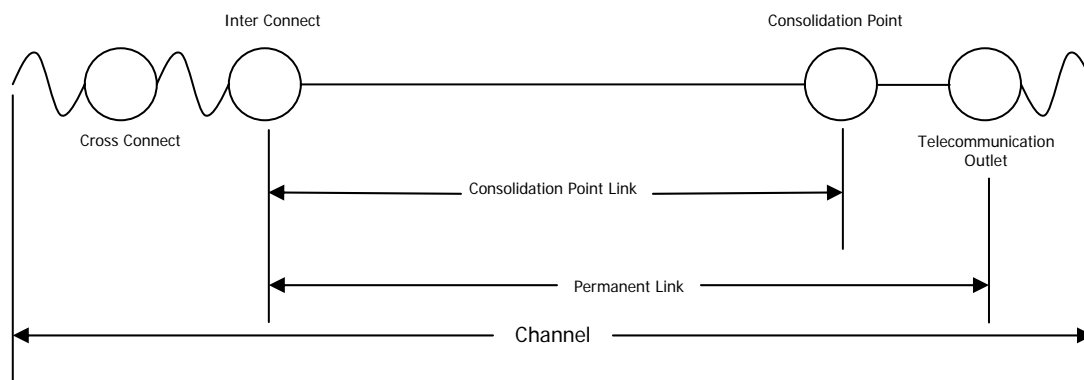 Inter Connect
Consolidation Point
Cross Connect
Telecommunication
Outlet
Consolidation Point Link
Permanent Link
Channel